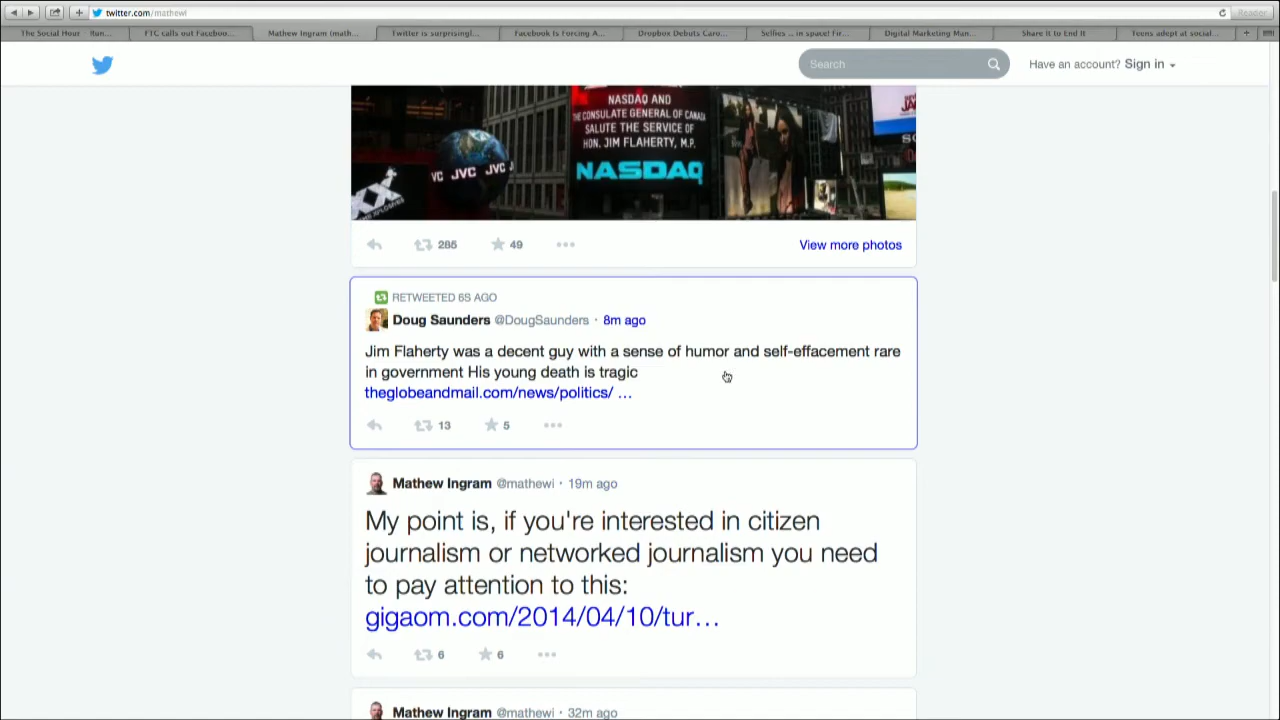 twitter.com/mathewi
Reader
The Social Hour - Run...
FTC calls out Faceboo...
Mathew Ingram (math...
Twitter is surprisingl...
Facebook Is Forcing A...
Dropbox Debuts Caro...
Selfies ... in space! Fir...
Digital Marketing Man...
Share It to End It
Teens adept at social...
Search
Have an account? Sign in
NASDAQ AND
THE CONSULATE GENERAL OF CANADA
SALUTE THE SERVICE OF
HON. JIM FLAHERTY, M.P.
NASDAQ
VC JVC JVC J
285 49
View more photos
RETWEETED 6S AGO
Doug Saunders @DougSaunders · 8m ago
Jim Flaherty was a decent guy with a sense of humor and self-effacement rare
in government His young death is tragic
theglobeandmail.com/news/politics/ …
13 5
Mathew Ingram @mathewi · 19m ago
My point is, if you're interested in citizen
journalism or networked journalism you need
to pay attention to this:
gigaom.com/2014/04/10/tur…
6 6
Mathew Ingram @mathewi · 32m ago